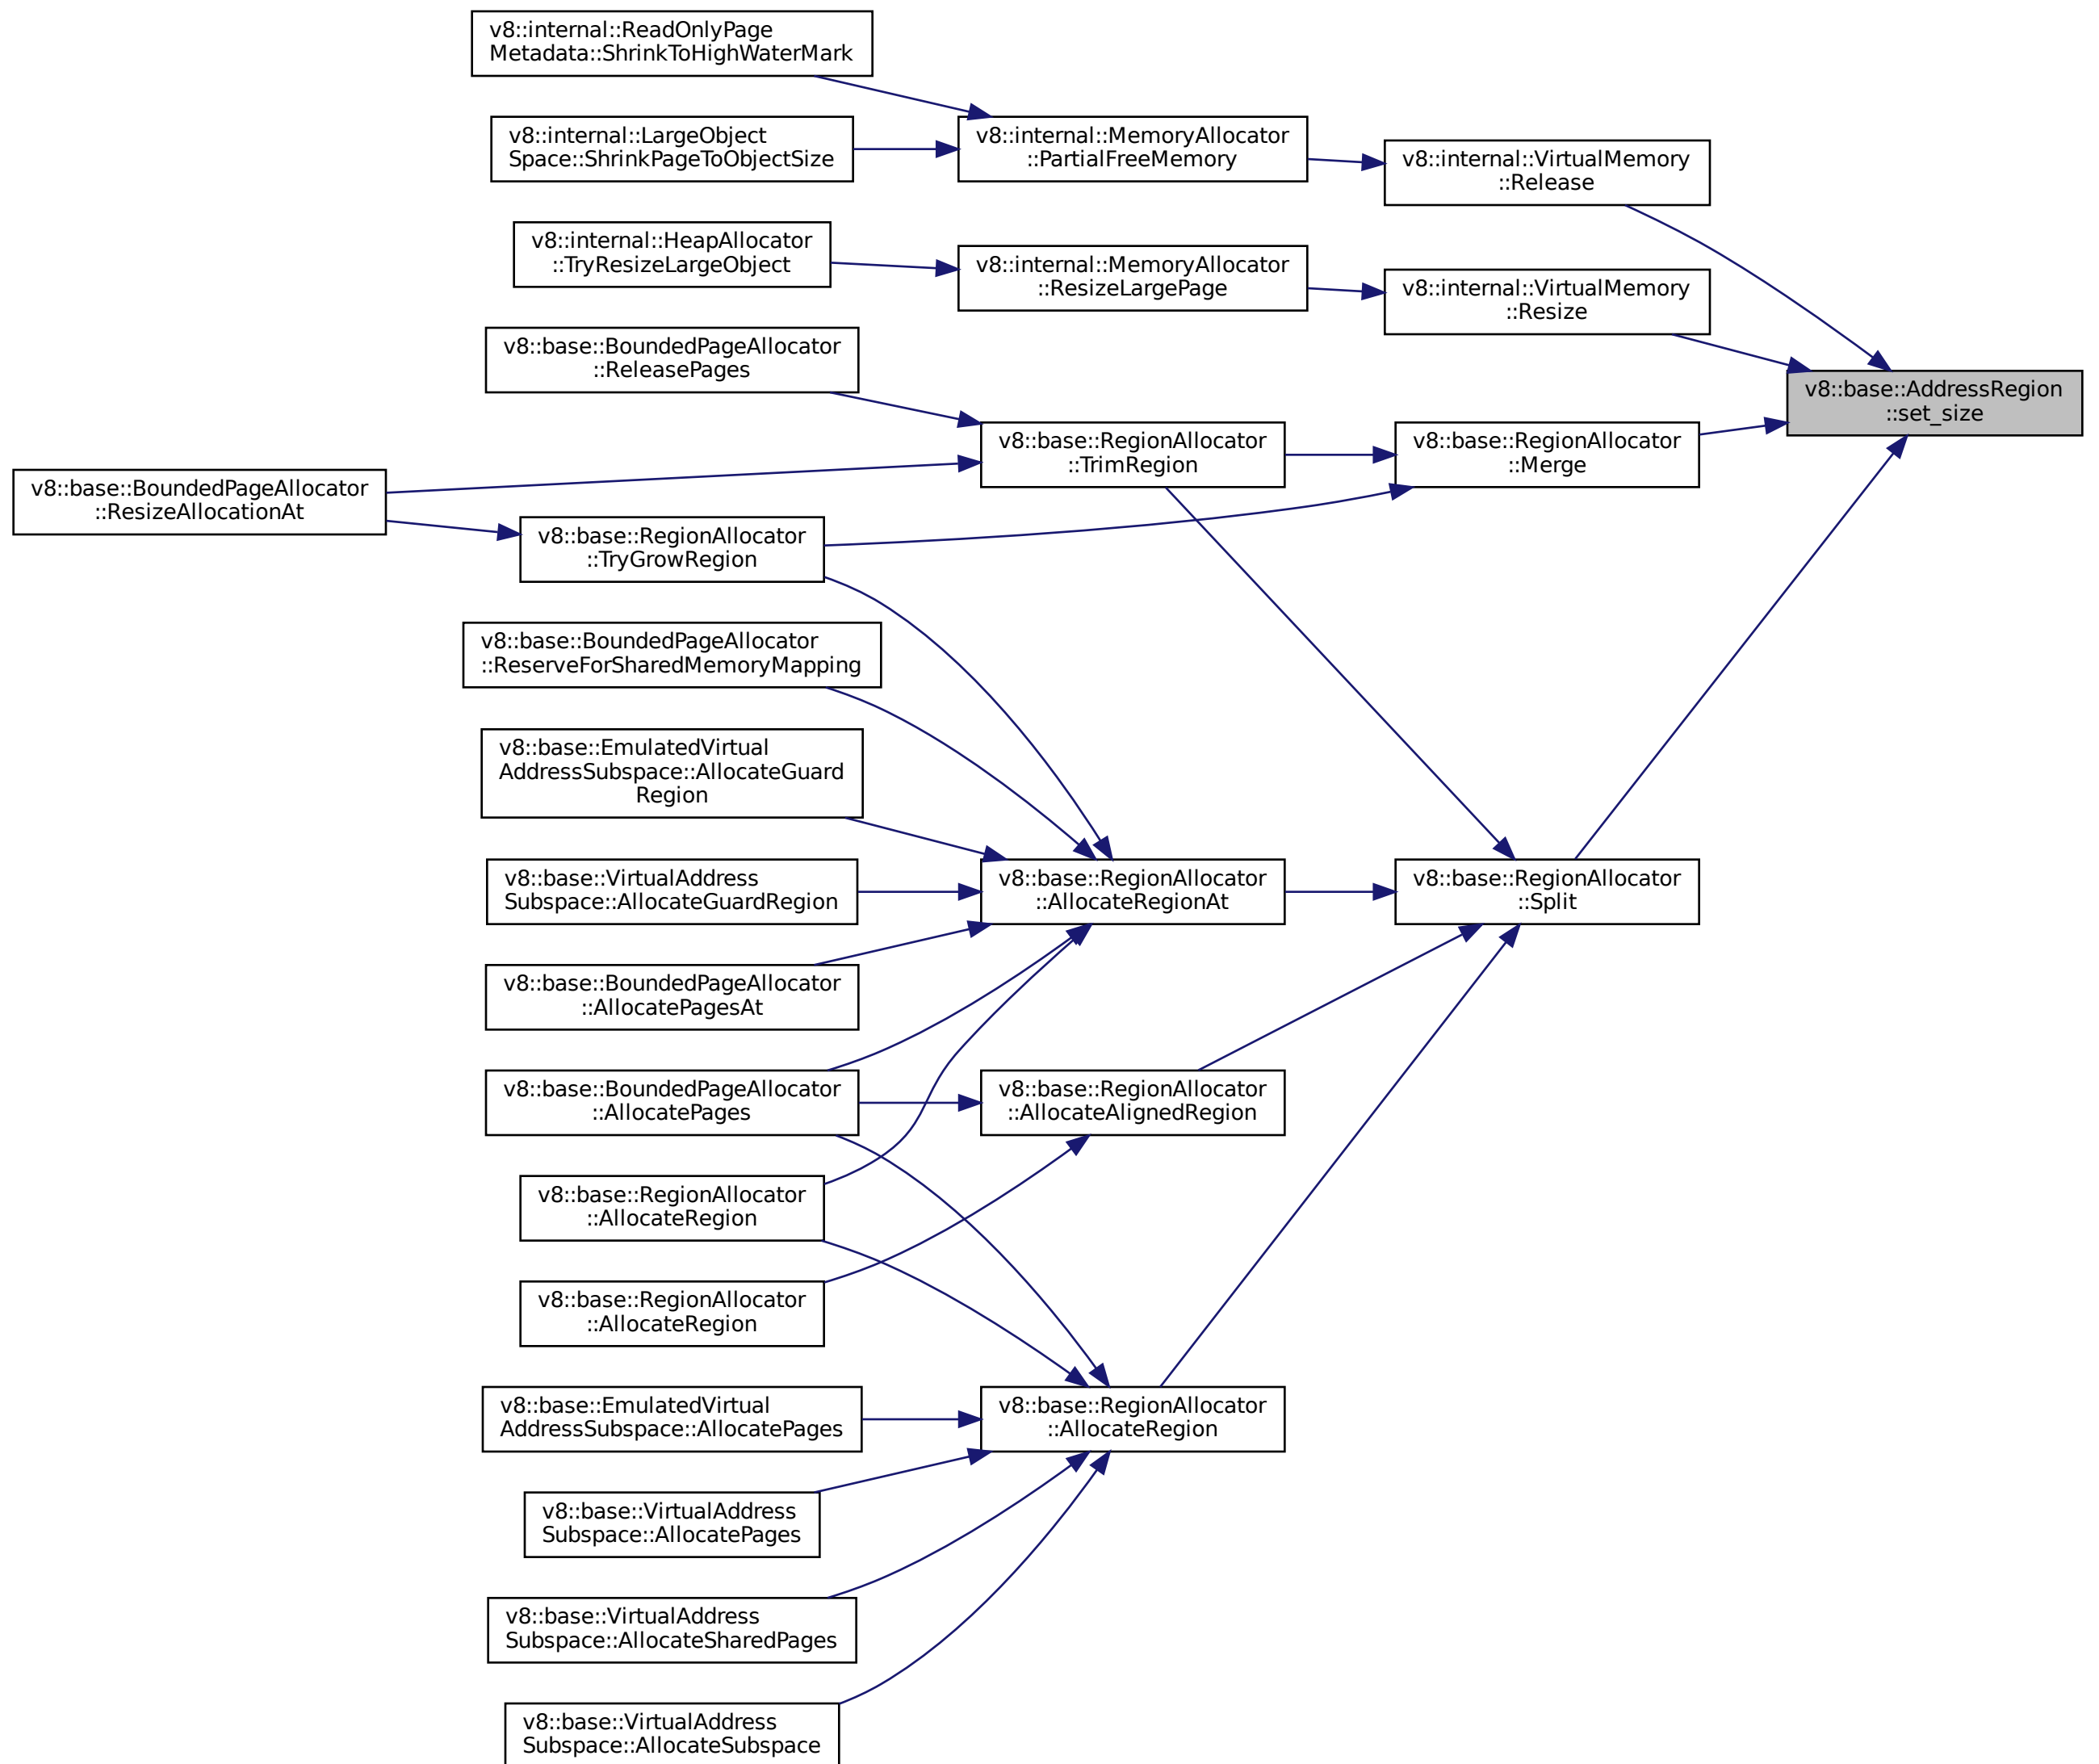 v8::internal::ReadOnlyPage
Metadata::ShrinkToHighWaterMark
v8::internal::LargeObject
Space::ShrinkPageToObjectSize
v8::internal::MemoryAllocator
::PartialFreeMemory
v8::internal::VirtualMemory
::Release
v8::internal::HeapAllocator
::TryResizeLargeObject
v8::internal::MemoryAllocator
::ResizeLargePage
v8::internal::VirtualMemory
::Resize
v8::base::BoundedPageAllocator
::ReleasePages
v8::base::AddressRegion
::set_size
v8::base::RegionAllocator
::TrimRegion
v8::base::RegionAllocator
::Merge
v8::base::BoundedPageAllocator
::ResizeAllocationAt
v8::base::RegionAllocator
::TryGrowRegion
v8::base::BoundedPageAllocator
::ReserveForSharedMemoryMapping
v8::base::EmulatedVirtual
AddressSubspace::AllocateGuard
Region
v8::base::VirtualAddress
Subspace::AllocateGuardRegion
v8::base::RegionAllocator
::AllocateRegionAt
v8::base::RegionAllocator
::Split
v8::base::BoundedPageAllocator
::AllocatePagesAt
v8::base::BoundedPageAllocator
::AllocatePages
v8::base::RegionAllocator
::AllocateAlignedRegion
v8::base::RegionAllocator
::AllocateRegion
v8::base::RegionAllocator
::AllocateRegion
v8::base::EmulatedVirtual
AddressSubspace::AllocatePages
v8::base::RegionAllocator
::AllocateRegion
v8::base::VirtualAddress
Subspace::AllocatePages
v8::base::VirtualAddress
Subspace::AllocateSharedPages
v8::base::VirtualAddress
Subspace::AllocateSubspace